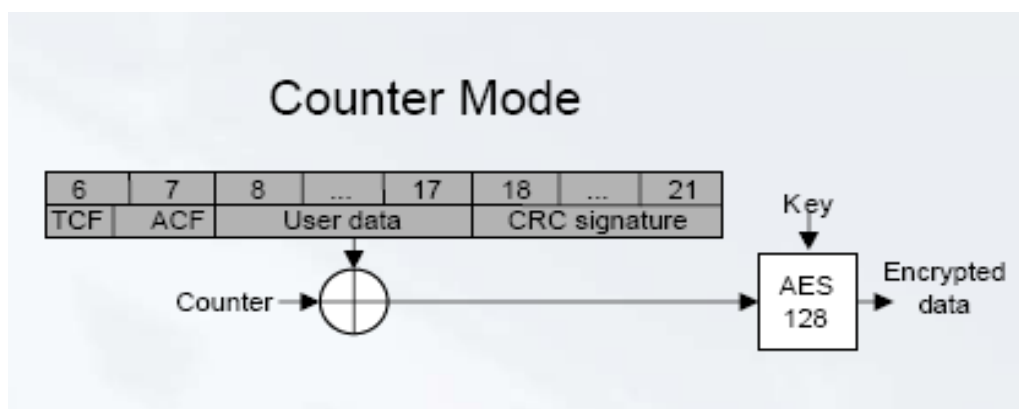 Counter Mode
6 7 8 ... 17 18 ... 21
TCF ACF User data CRC signature
Key
Counter
AES
128
Encrypted
data